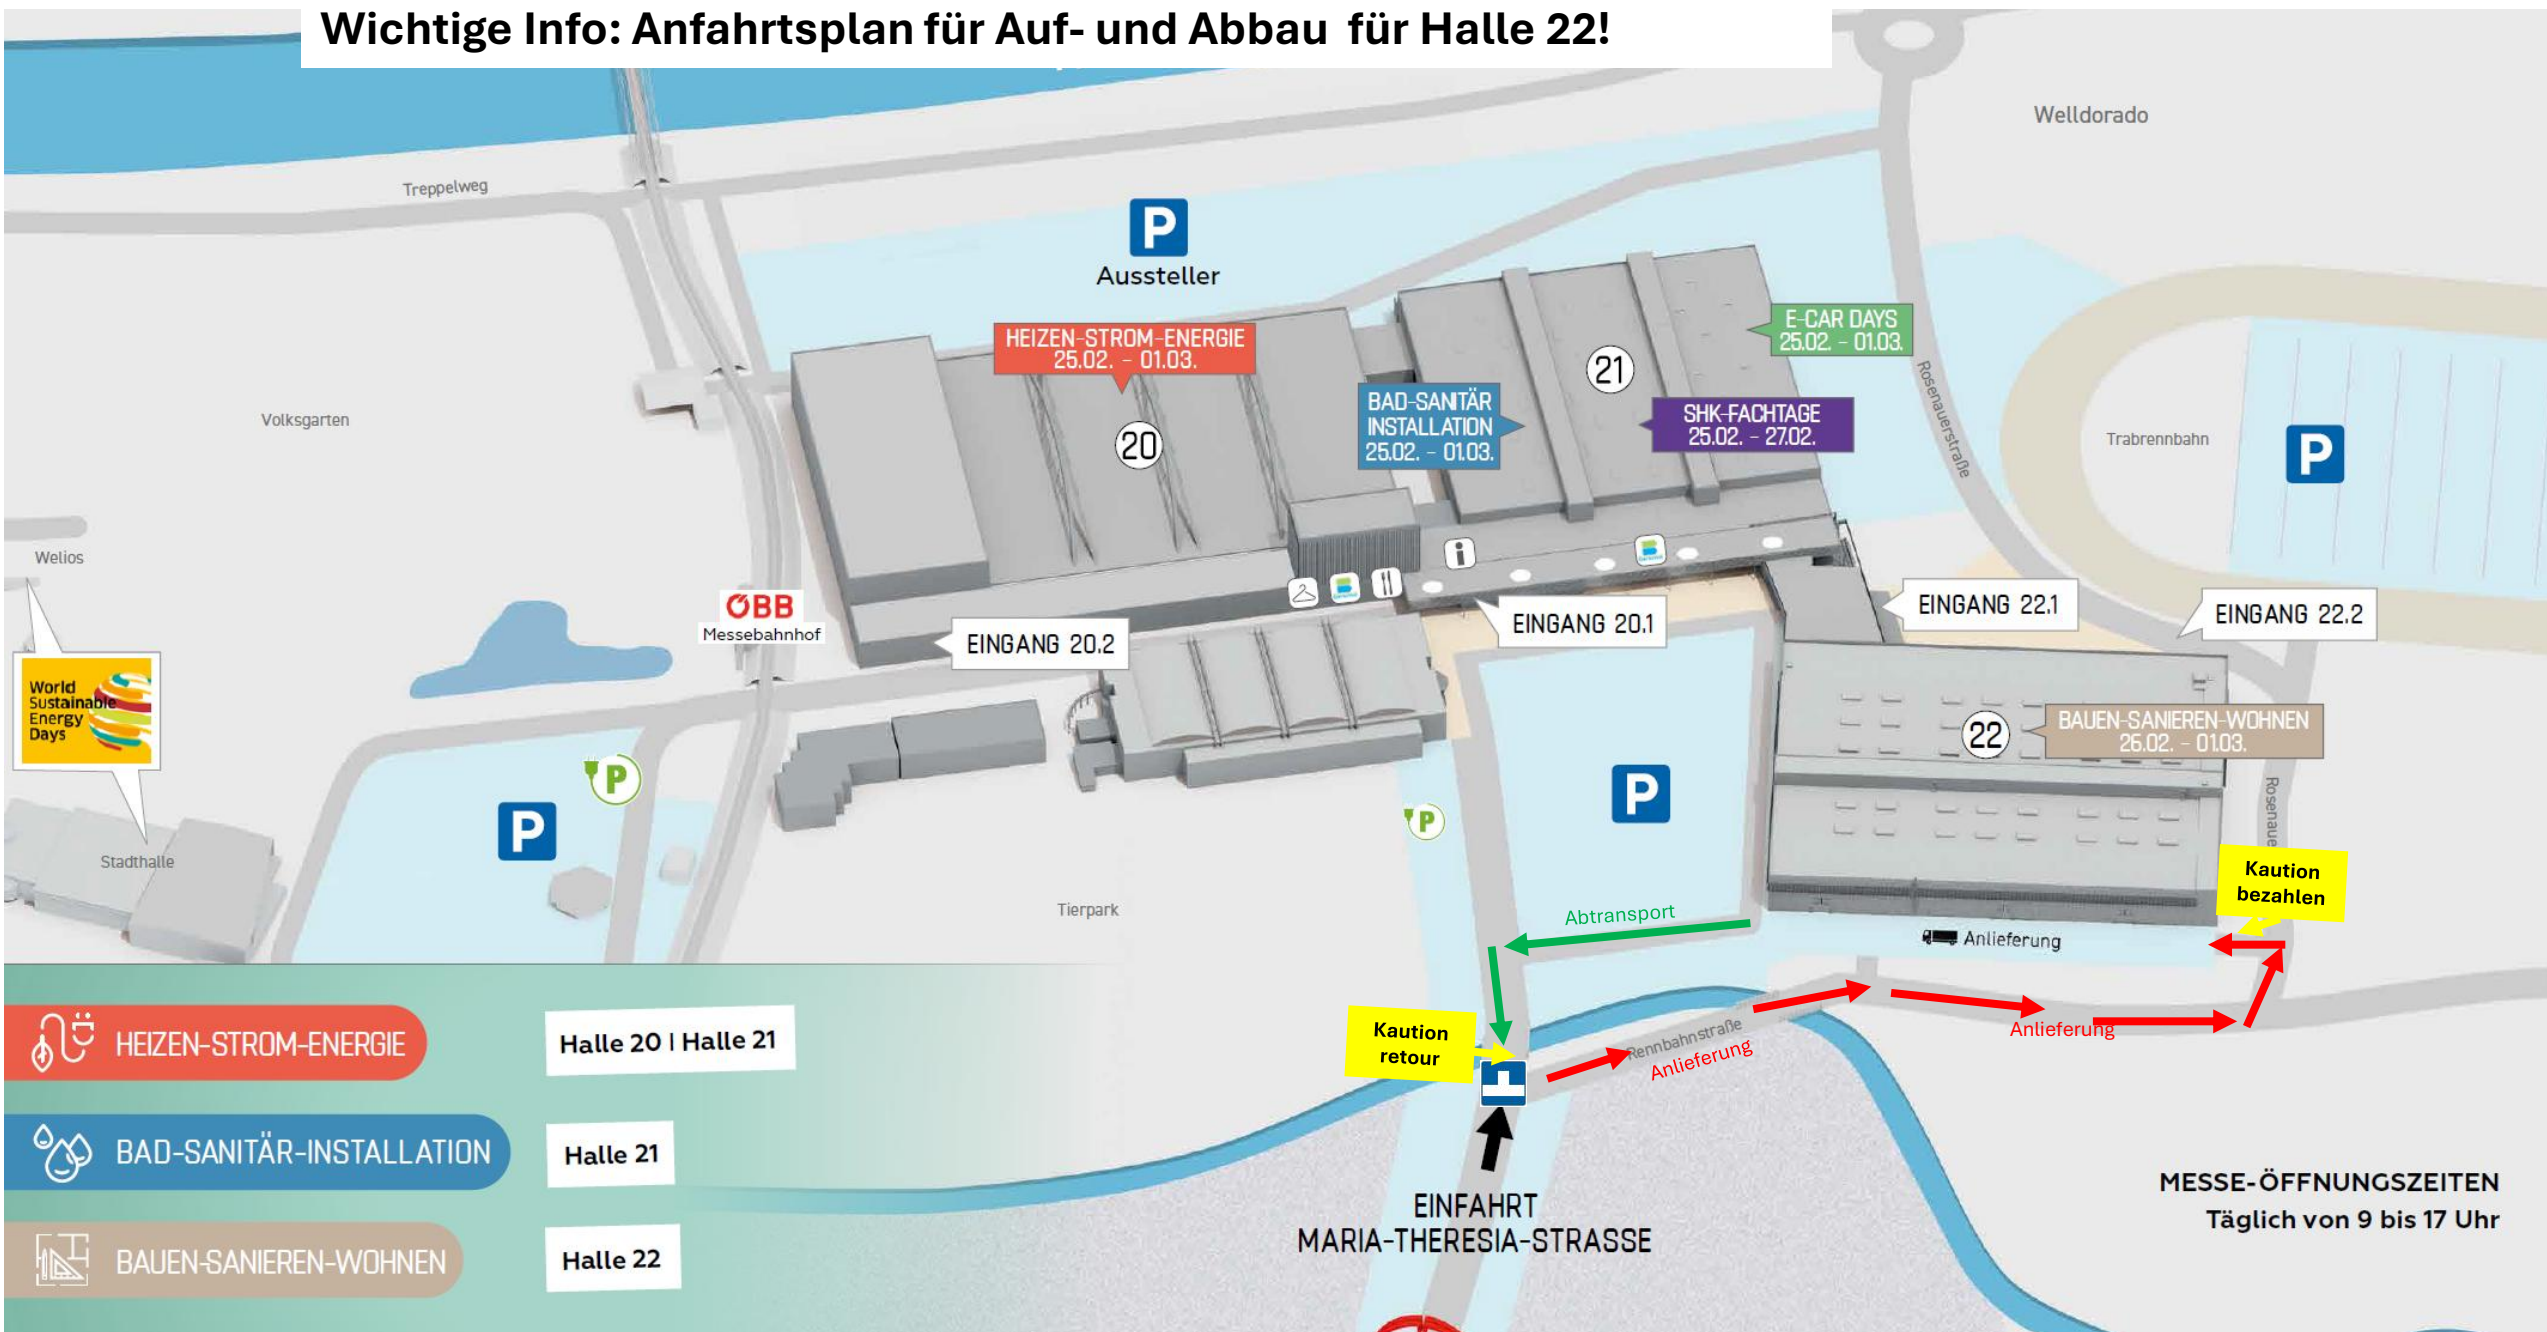 Wichtige Info: Anfahrtsplan für Auf- und Abbau für Halle 22!
Welldorado
Treppelweg
P
Aussteller
HEIZEN-STROM-ENERGIE
25.02. - 01.03.
20
E-CAR DAYS
25.02. - 01.03.
21
BAD-SANITÄR
INSTALLATION
25.02. - 01.03.
SHK-FACHTAGE
25.02. - 27.02.
Rosenauerstraße
Trabrennbahn
P
Volksgarten
Welios
i
ÖBB
Messebahnhof
EINGANG 20.2
EINGANG 20.1
EINGANG 22.1
EINGANG 22.2
World
Sustainable
Energy
Days
Stadthalle
P
P
P
P
22
BAUEN-SANIEREN-WOHNEN
26.02. - 01.03.
Rosenaue
Kaution
bezahlen
Tierpark
Abtransport
Anlieferung
Kaution
retour
Rennbahnstraße
Anlieferung
Anlieferung
HEIZEN-STROM-ENERGIE
Halle 20 I Halle 21
BAD-SANITÄR-INSTALLATION
Halle 21
BAUEN-SANIEREN-WOHNEN
Halle 22
EINFAHRT
MARIA-THERESIA-STRASSE
MESSE-ÖFFNUNGSZEITEN
Täglich von 9 bis 17 Uhr